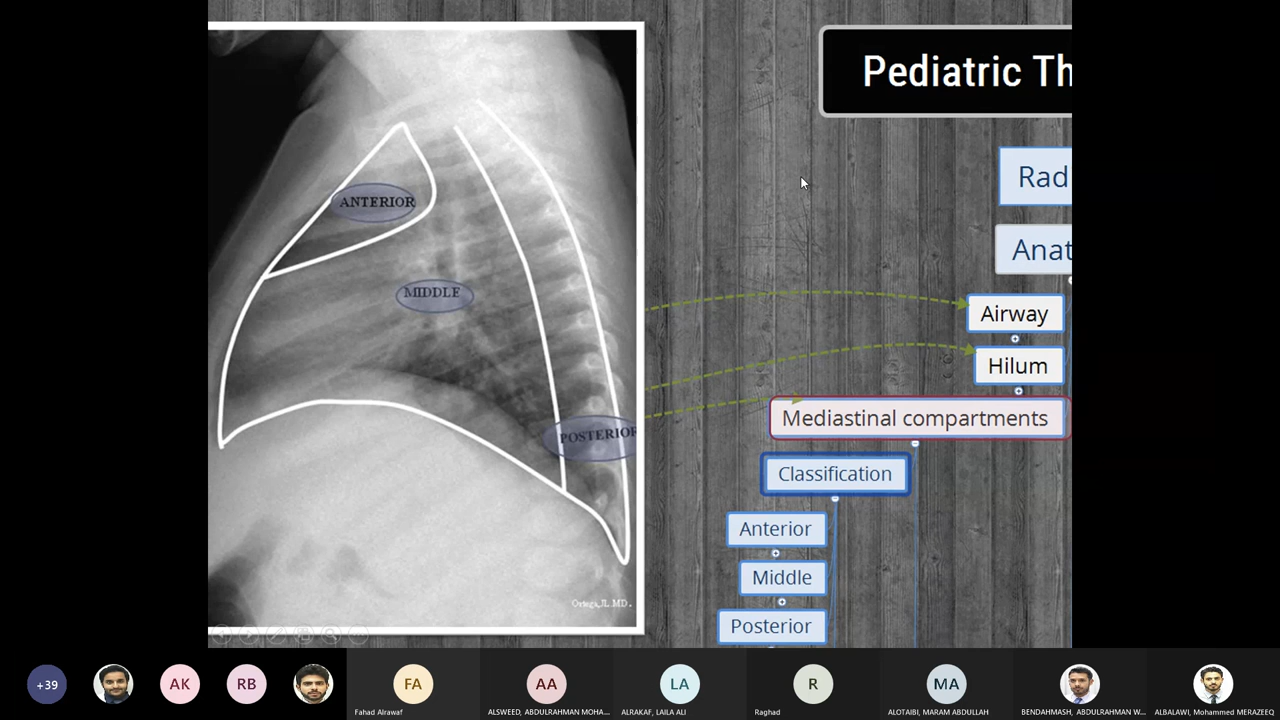 Pediatric Th
Rad
Anat
Airway
Hilum
Mediastinal compartments
Classification
Anterior
Middle
Posterior
ANTERIOR
MIDDLE
POSTERIOR
Ortega,JL MD.
+39
AK
RB
FA
Fahad Alrawaf
AA
ALSWEED, ABDULRAHMAN MOHA...
LA
ALRAKAF, LAILA ALI
R
Raghad
MA
ALOTAIBI, MARAM ABDULLAH
BENDAHMASH, ABDULRAHMAN W...
ALBALAWI, Mohammed MERAZEEQ